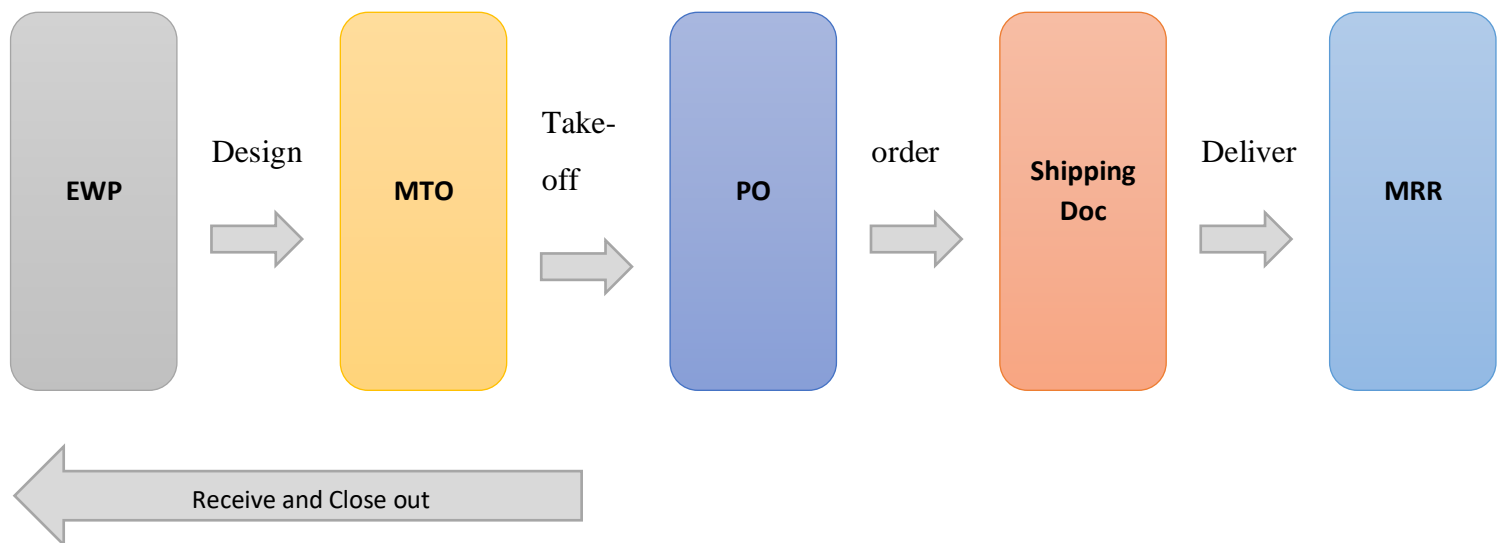 EWP
Design
MTO
Take-
off
PO
order
Shipping
Doc
Deliver
MRR
Receive and Close out